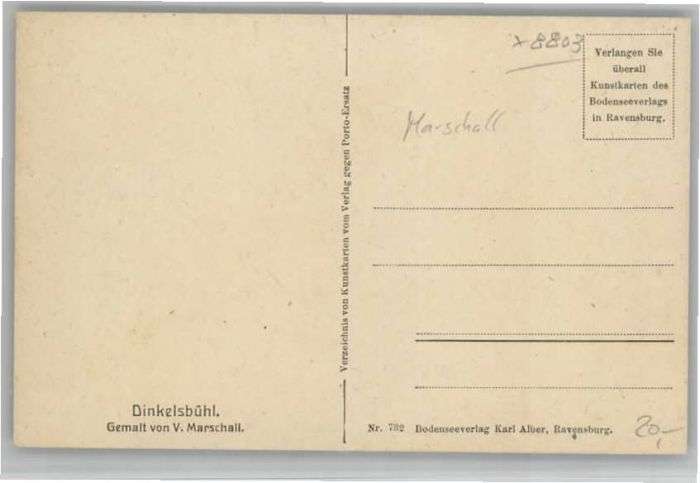 * 8803
Verlangen Sie
überall
Kunstkarten des
Bodenseeverlags
in Ravensburg.
Marschall
Verzeichnis von Kunstkarten vom Verlag gegen Porto-Ersatz
Dinkelsbühl.
Gemalt von V. Marschall.
Nr. 782 Bodenseeverlag Karl Alber, Ravensburg.
20,-